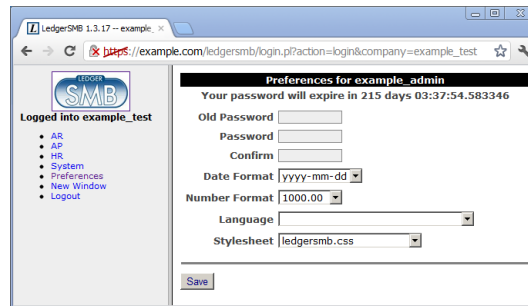 LedgerSMB 1.3.17 -- example_
https://example.com/ledgersmb/login.pl?action=login&company=example_test
LEDGER
SMB
Logged into example_test
AR
AP
HR
System
Preferences
New Window
Logout
Preferences for example_admin
Your password will expire in 215 days 03:37:54.583346
Old Password
Password
Confirm
Date Format yyyy-mm-dd
Number Format 1000.00
Language
Stylesheet ledgersmb.css
Save